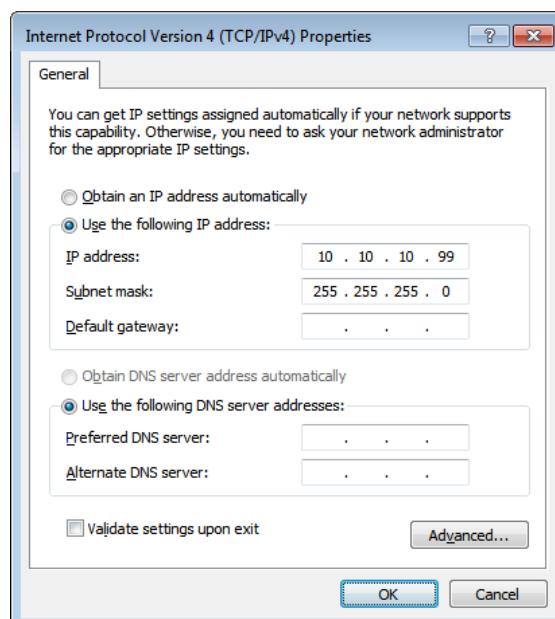 Internet Protocol Version 4 (TCP/IPv4) Properties
General
You can get IP settings assigned automatically if your network supports
this capability. Otherwise, you need to ask your network administrator
for the appropriate IP settings.
Obtain an IP address automatically
Use the following IP address:
IP address: 10 . 10 . 10 . 99
Subnet mask: 255 . 255 . 255 . 0
Default gateway: . . .
Obtain DNS server address automatically
Use the following DNS server addresses:
Preferred DNS server: . . .
Alternate DNS server: . . .
Validate settings upon exit
Advanced...
OK Cancel